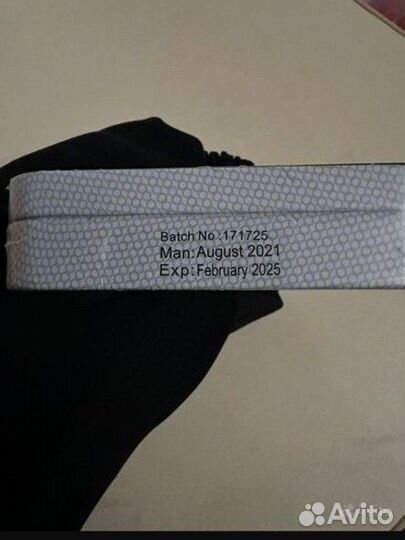 Batch No :171725
Man: August 2021
Exp: February 2025
Avito